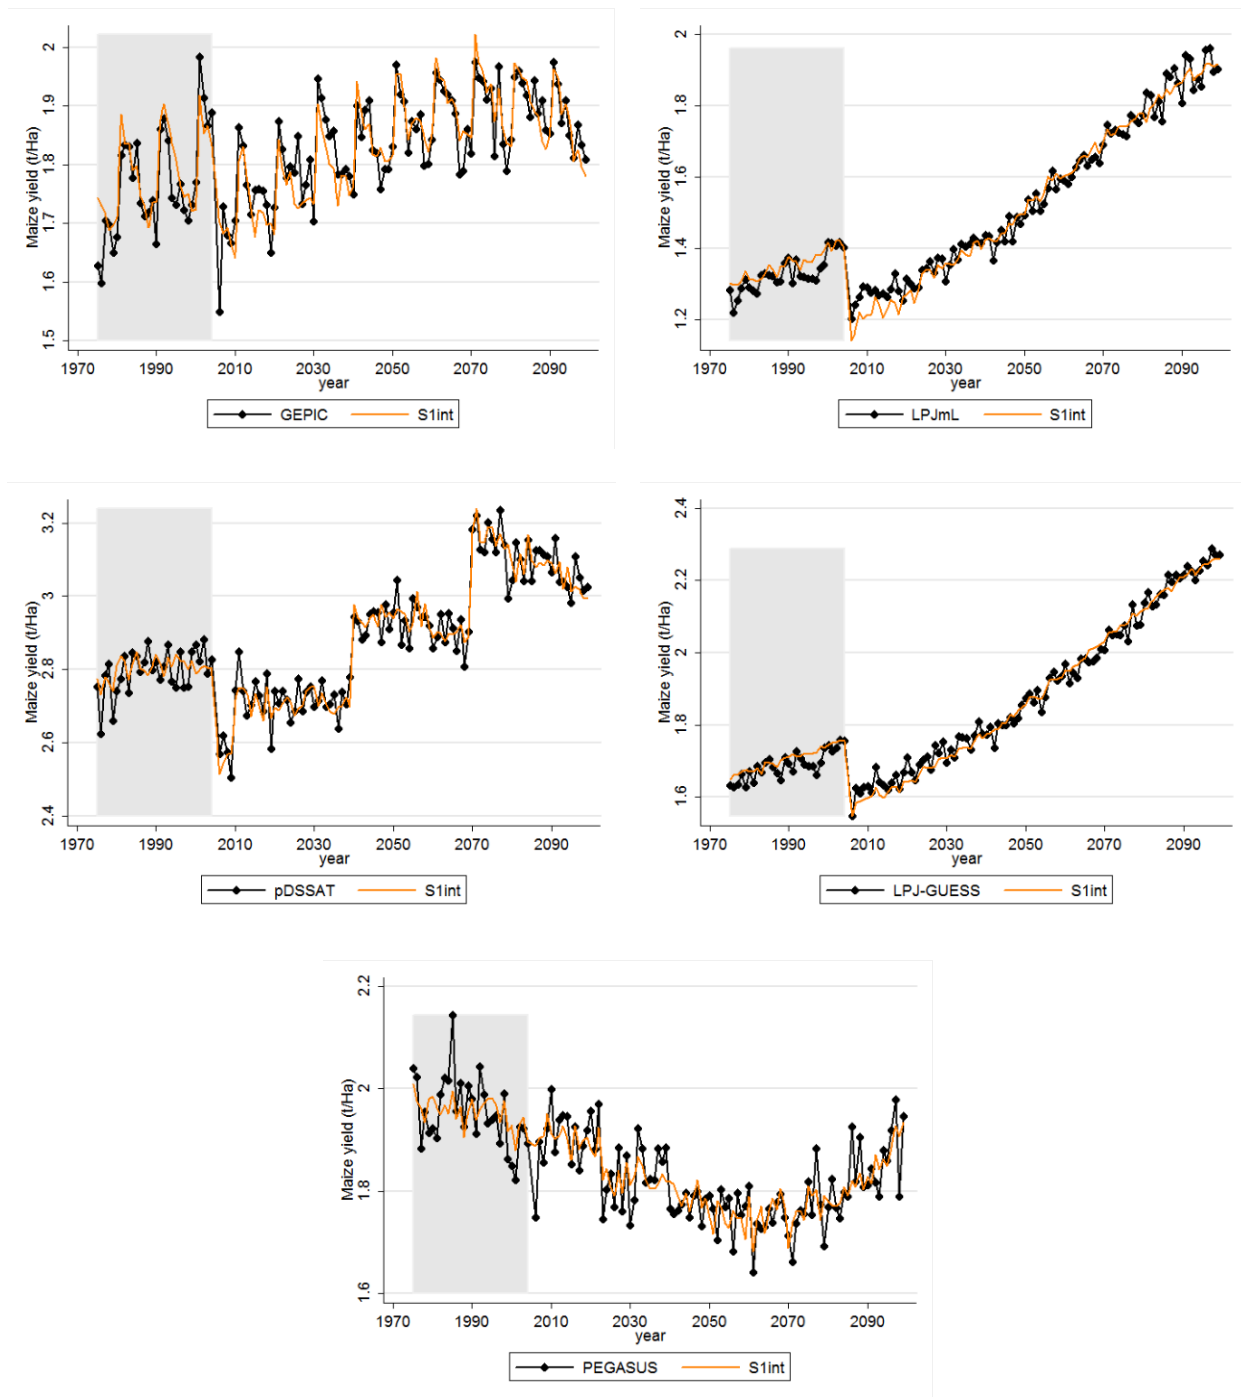 Maize yield (t/Ha)
2
1.9
1.8
1.7
1.6
1.5
1970 1990 2010 2030 2050 2070 2090
year
GEPIC S1int
Maize yield (t/Ha)
2
1.8
1.6
1.4
1.2
1970 1990 2010 2030 2050 2070 2090
year
LPJmL S1int
Maize yield (t/Ha)
3.2
3
2.8
2.6
2.4
1970 1990 2010 2030 2050 2070 2090
year
pDSSAT S1int
Maize yield (t/Ha)
2.4
2.2
2
1.8
1.6
1970 1990 2010 2030 2050 2070 2090
year
LPJ-GUESS S1int
Maize yield (t/Ha)
2.2
2
1.8
1.6
1970 1990 2010 2030 2050 2070 2090
year
PEGASUS S1int